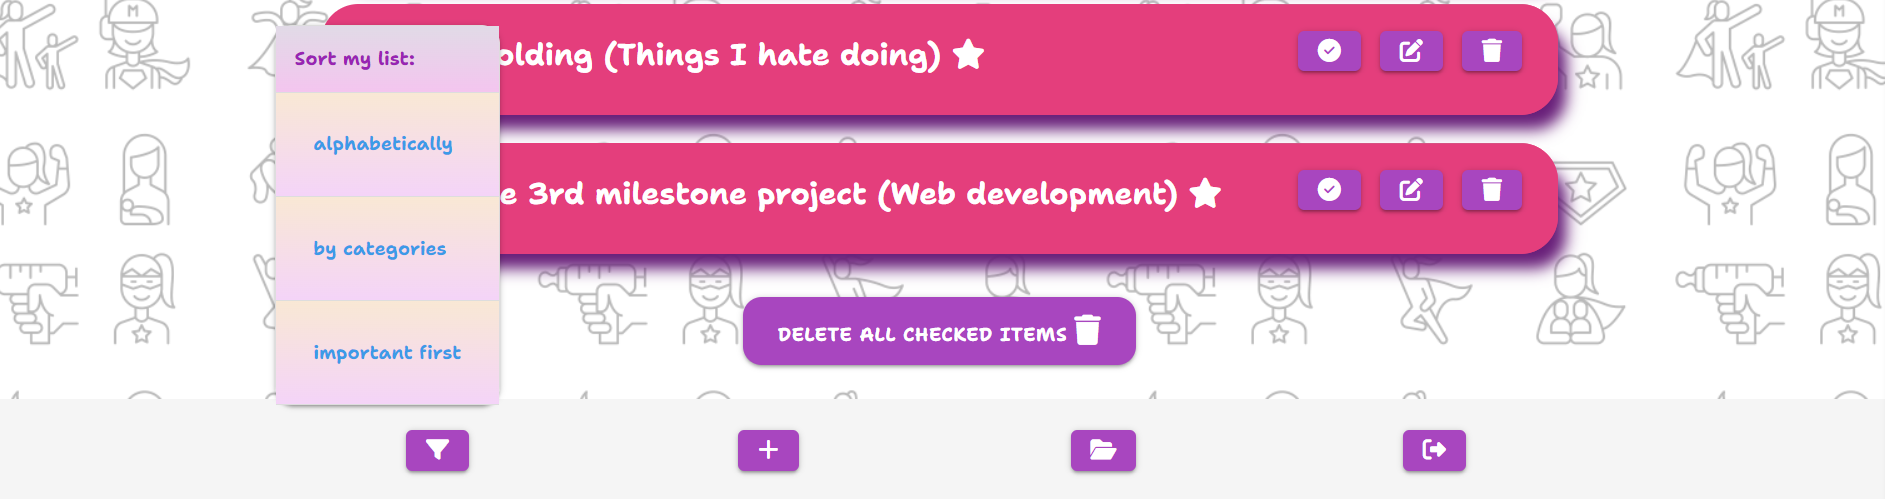 Sort my list:
olding (Things I hate doing)
alphabetically
e 3rd milestone project (Web development)
by categories
important first
DELETE ALL CHECKED ITEMS
M
M